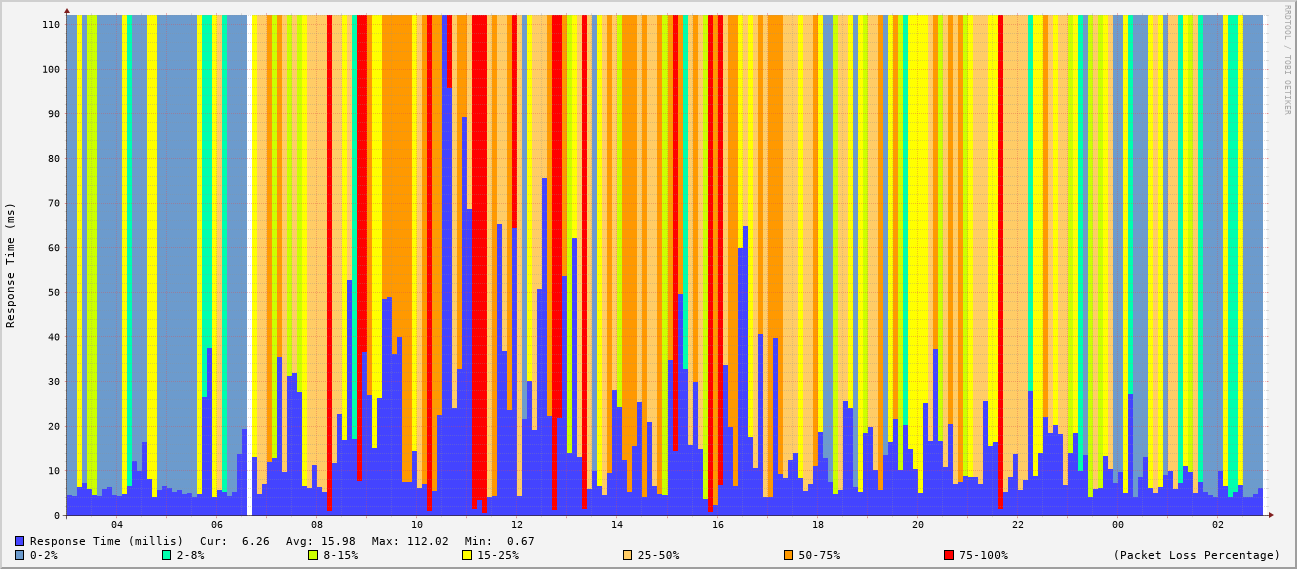 RRDTOOL / TOBI OETIKER
Response Time (ms)
110
100
90
80
70
60
50
40
30
20
10
0
04 06 08 10 12 14 16 18 20 22 00 02
Response Time (millis) Cur: 6.26 Avg: 15.98 Max: 112.02 Min: 0.67
0-2% 2-8% 8-15% 15-25% 25-50% 50-75% 75-100% (Packet Loss Percentage)